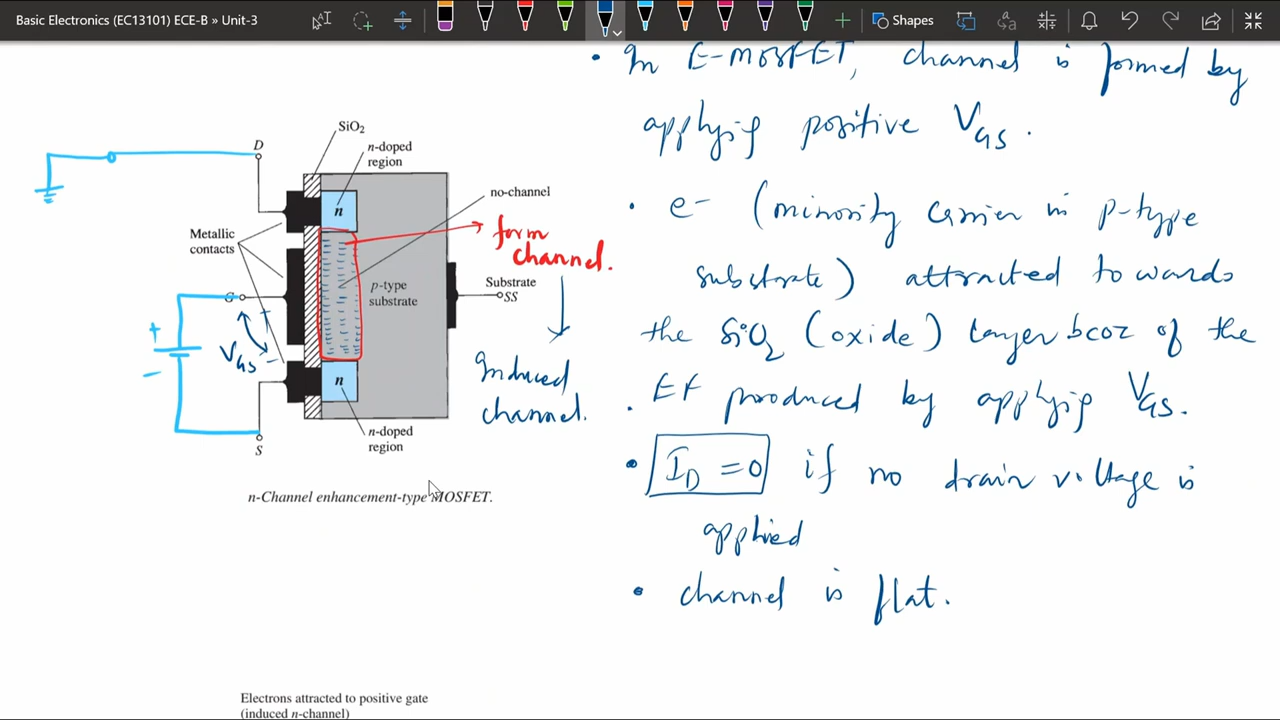 Basic Electronics (EC13101) ECE-B » Unit-3
Shapes
• In E-MOSFET, channel is formed by
applying positive VGS.
• e- (minority carrier in p-type
substrate) attracted towards
the SiO2 (oxide) layer bcoz of the
. EF produced by applying VGS.
• ID = 0 if no drain voltage is
applied
• channel is flat.
SiO2
D
n-doped
region
n
no-channel
form
channel.
Metallic
contacts
p-type
substrate
Substrate
SS
G
+
+
VGS
-
-
Induced
channel.
n
n-doped
region
S
n-Channel enhancement-type MOSFET.
Electrons attracted to positive gate
(induced n-channel)